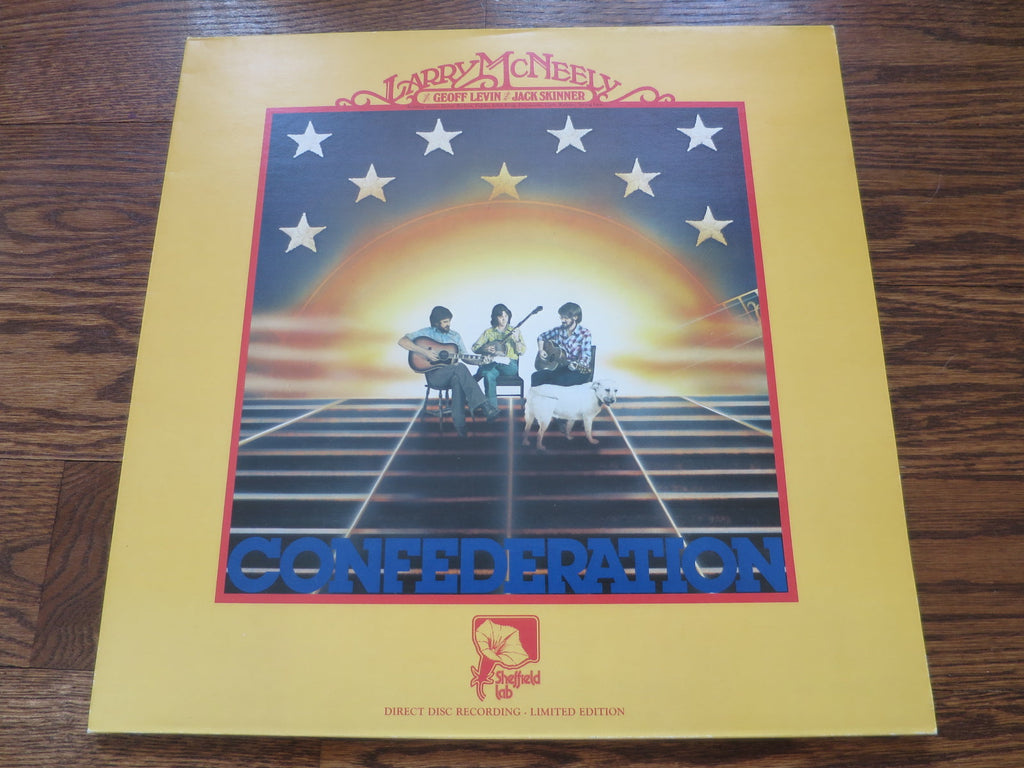 LARRY MCNEELY
GEOFF LEVIN JACK SKINNER
CONFEDERATION
Sheffield
lab
DIRECT DISC RECORDING - LIMITED EDITION